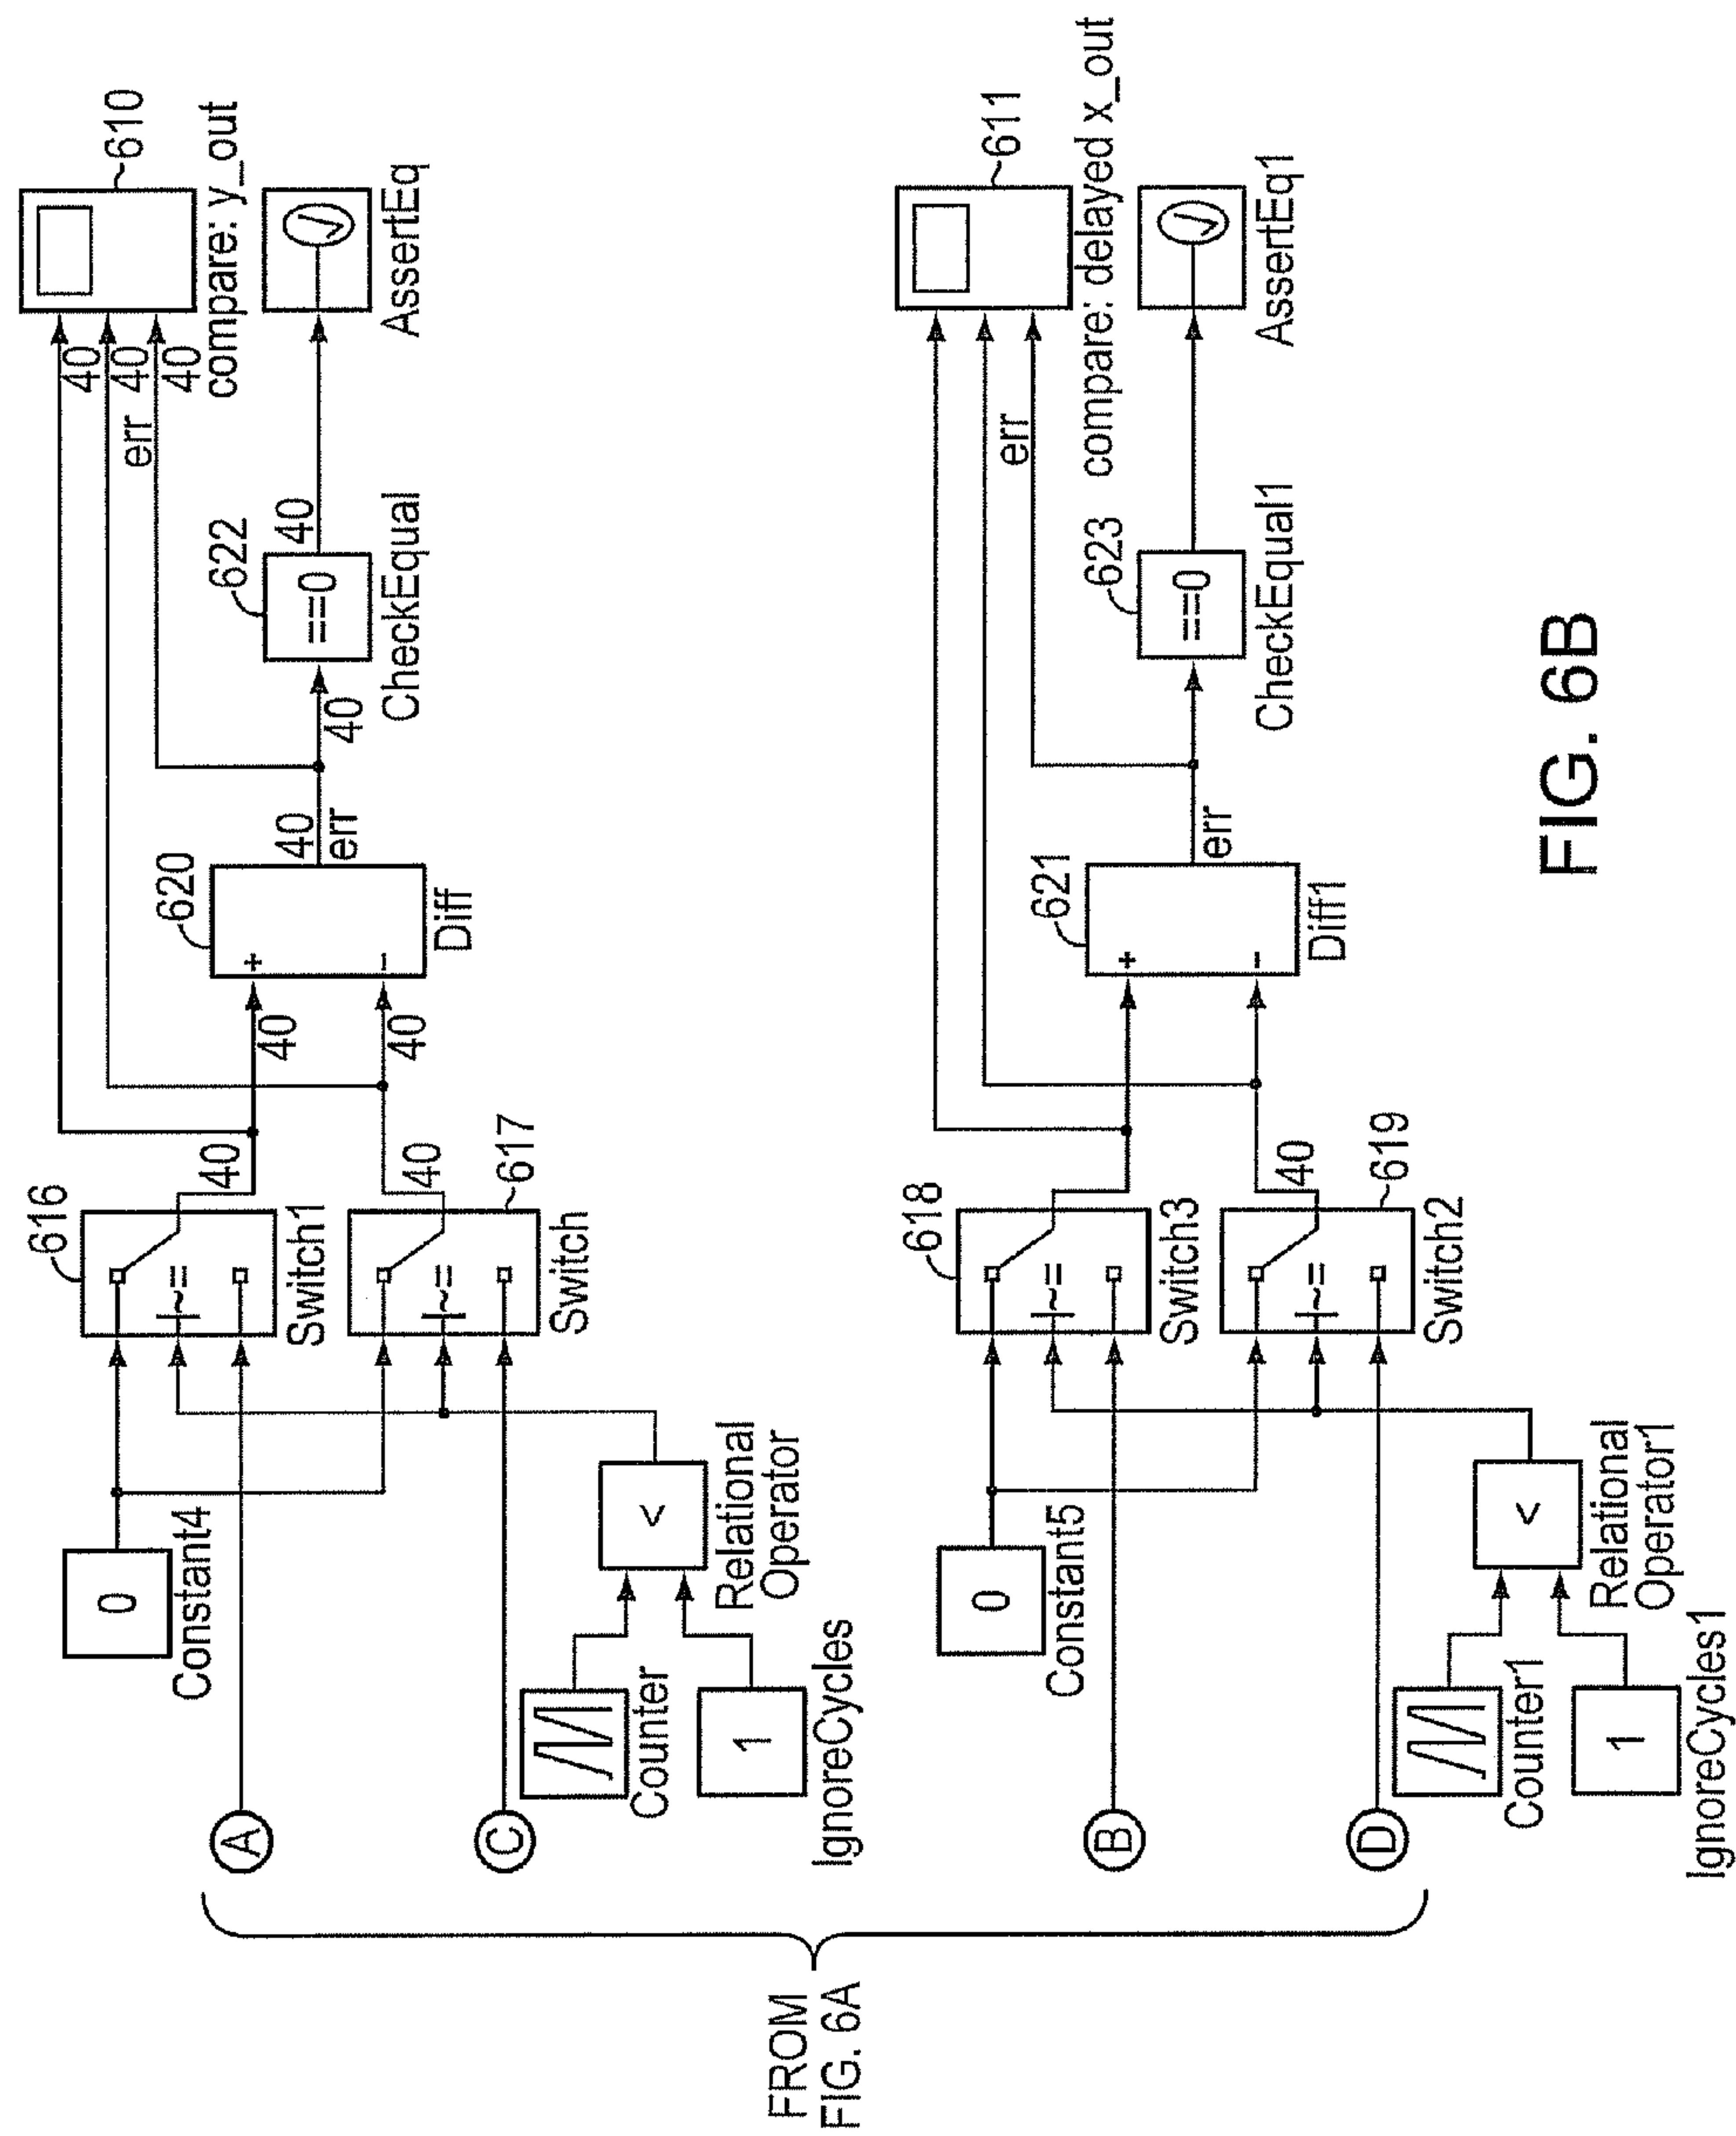 616
40
40
40
40
610
compare: y_out
0
Constant4
A
~=
Switch1
40
620
+
-
Diff
40
err
err
40
622
==0
40
CheckEqual
AssertEq
40
617
~=
Switch
40
C
Counter
1
IgnoreCycles
<
Relational
Operator
FROM
FIG. 6A
618
611
compare: delayed x_out
0
Constant5
B
~=
Switch3
621
+
-
Diff1
err
err
623
==0
CheckEqual1
AssertEq1
40
619
~=
Switch2
D
Counter1
1
IgnoreCycles1
<
Relational
Operator1
FIG. 6B